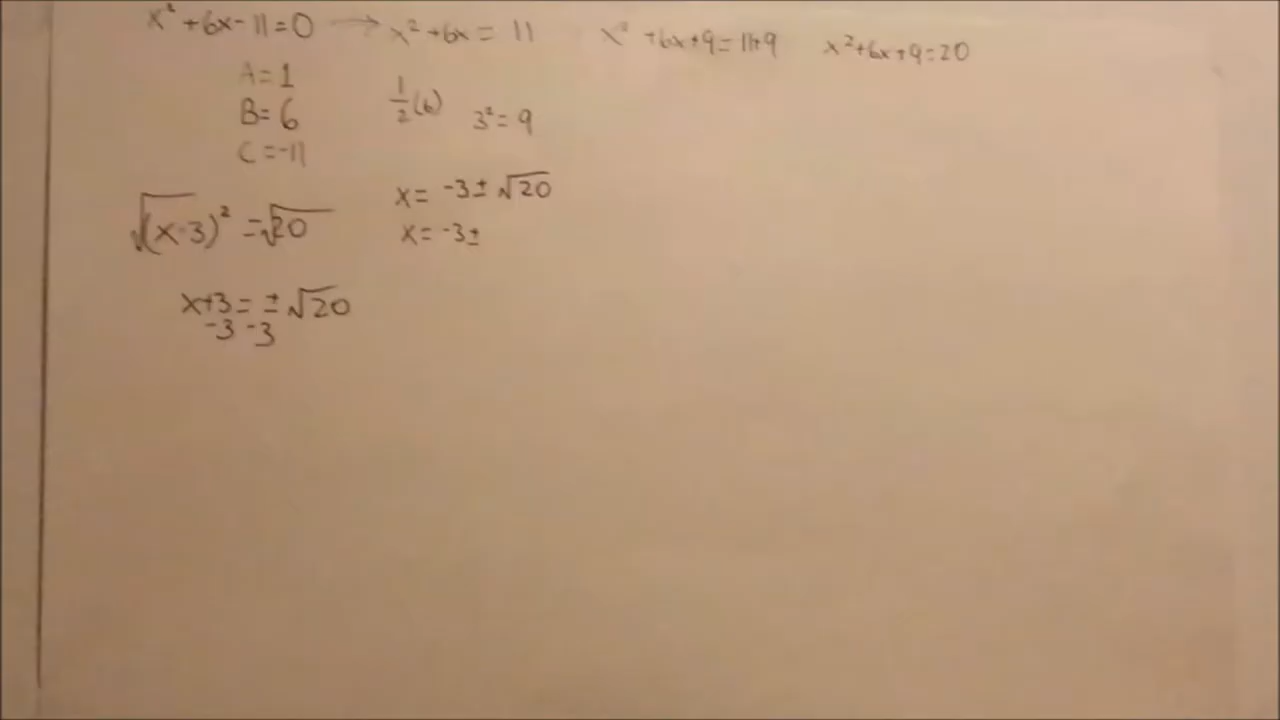 x² + 6x - 11 = 0 → x² + 6x = 11 x² + 6x + 9 = 11 + 9 x² + 6x + 9 = 20
A = 1
B = 6
C = -11
1/2 (6) 3² = 9
√(x-3)² = √20
x + 3 = ± √20
-3 -3
x = -3 ± √20
x = -3 ±